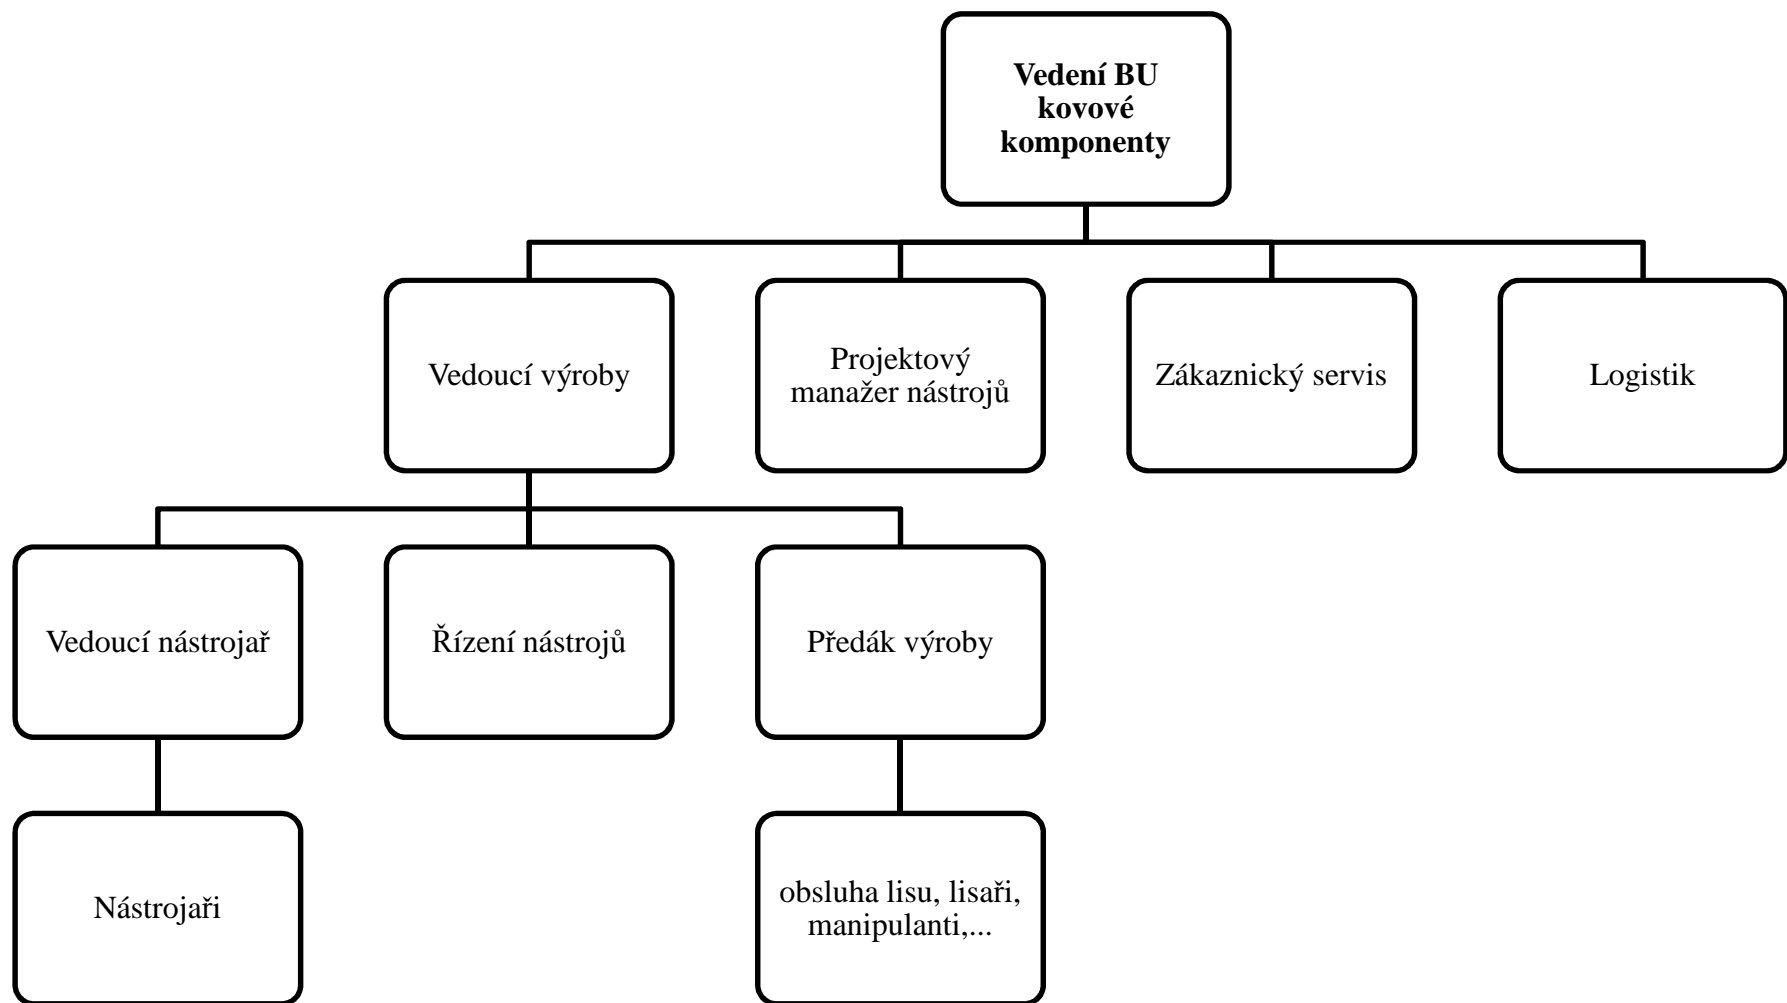 Vedení BU
kovové
komponenty
Vedoucí výroby
Projektový
manažer nástrojů
Zákaznický servis
Logistik
Vedoucí nástrojař
Řízení nástrojů
Předák výroby
Nástrojaři
obsluha lisu, lisaři,
manipulanti,...